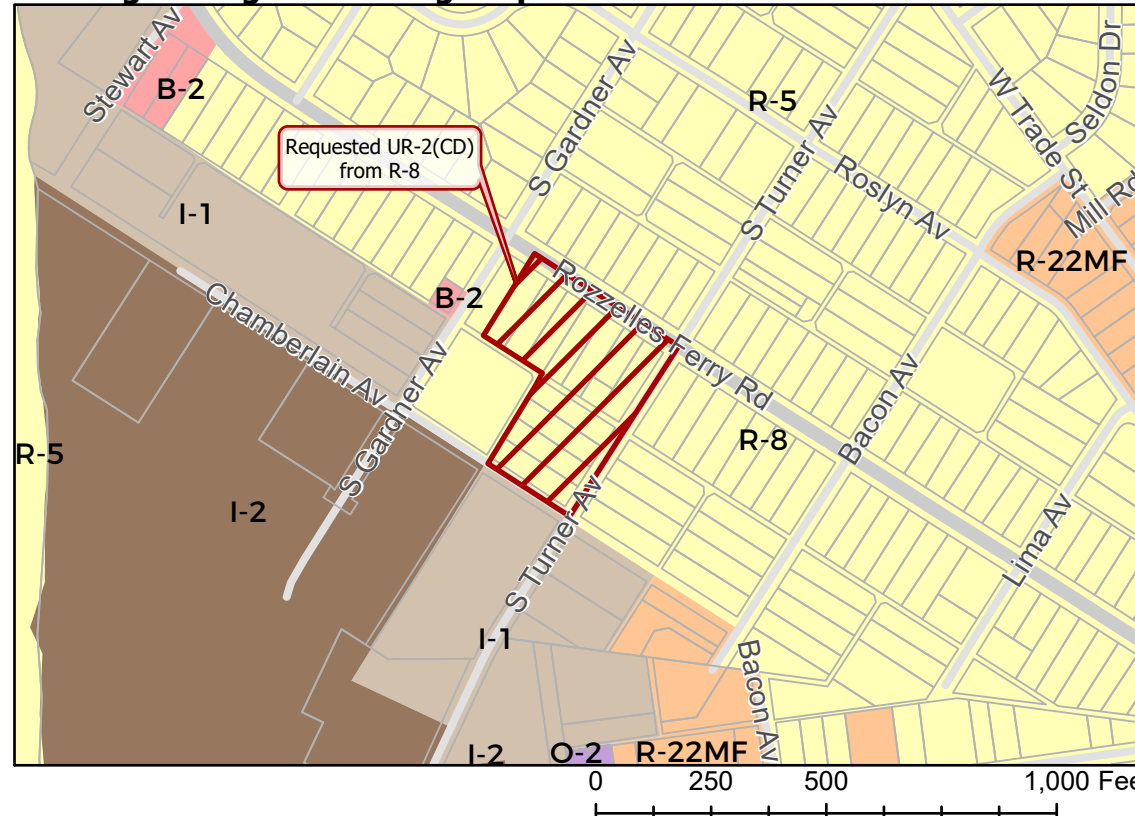 Stewart Av
B-2
S Gardner Av
R-5
W Trade St
Seldon Dr
Requested UR-2(CD)
from R-8
S Turner Av
Roslyn Av
Mill Rd
I-1
R-22MF
B-2
Rozzelles Ferry Rd
Chamberlain Av
S Gardner Av
Bacon Av
R-8
R-5
I-2
Lima Av
S Turner Av
I-1
Bacon Av
I-2
O-2
R-22MF
0 250 500 1,000 Fee